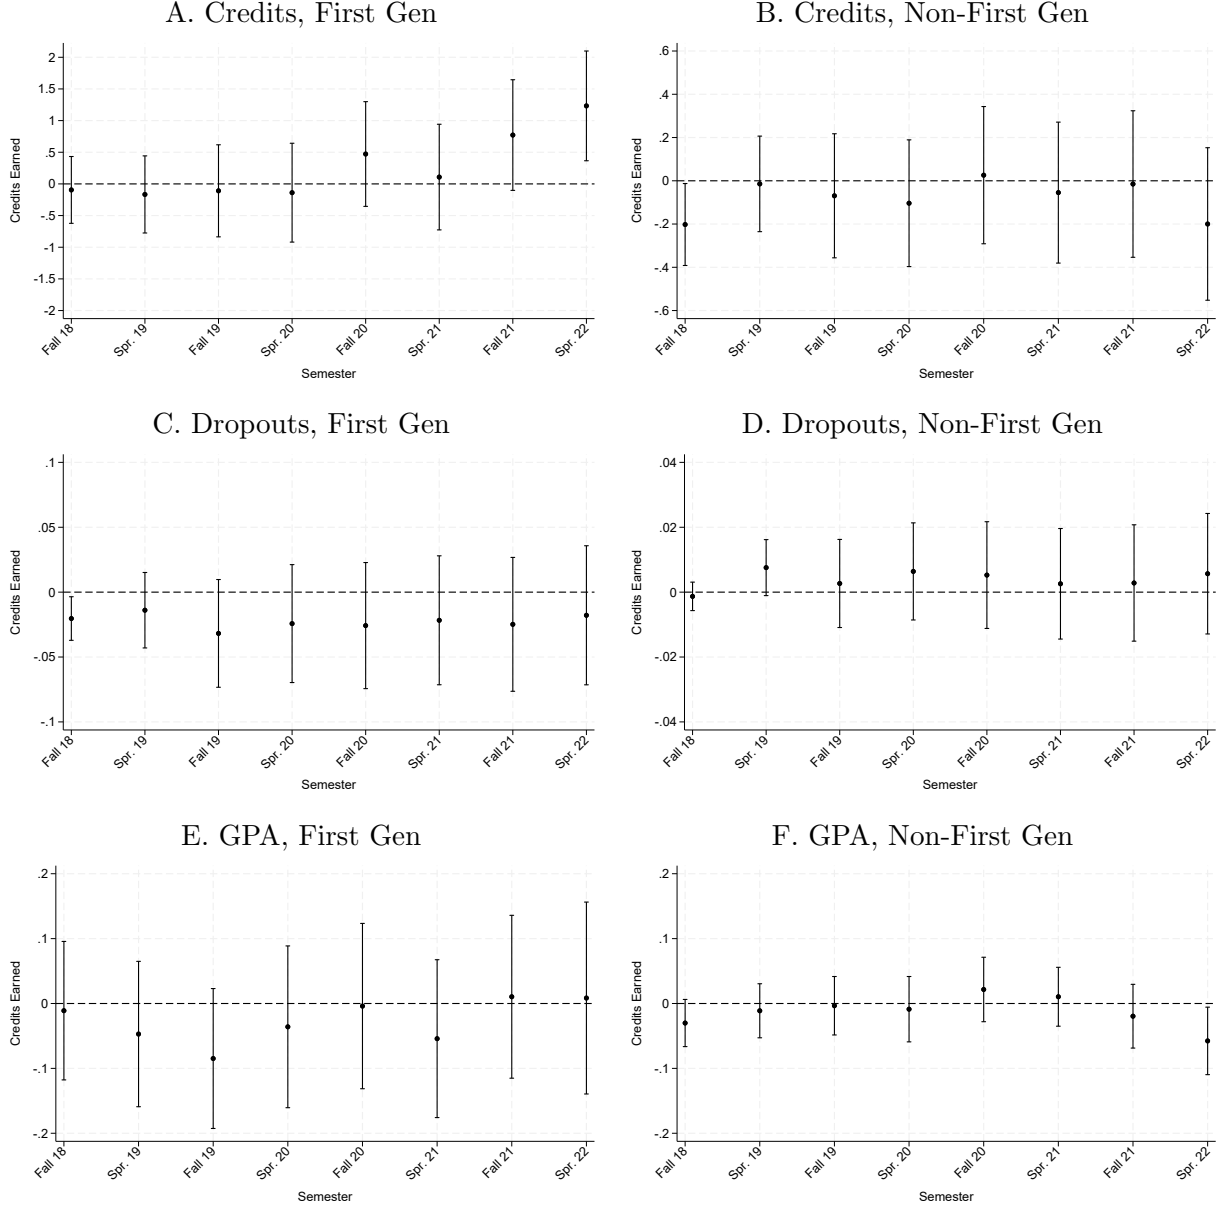 A. Credits, First Gen
Credits Earned
2
1.5
1
.5
0
-.5
-1
-1.5
-2
Fall 18 Spr. 19 Fall 19 Spr. 20 Fall 20 Spr. 21 Fall 21 Spr. 22
Semester
B. Credits, Non-First Gen
Credits Earned
.6
.4
.2
0
-.2
-.4
-.6
Fall 18 Spr. 19 Fall 19 Spr. 20 Fall 20 Spr. 21 Fall 21 Spr. 22
Semester
C. Dropouts, First Gen
Credits Earned
.1
.05
0
-.05
-.1
Fall 18 Spr. 19 Fall 19 Spr. 20 Fall 20 Spr. 21 Fall 21 Spr. 22
Semester
D. Dropouts, Non-First Gen
Credits Earned
.04
.02
0
-.02
-.04
Fall 18 Spr. 19 Fall 19 Spr. 20 Fall 20 Spr. 21 Fall 21 Spr. 22
Semester
E. GPA, First Gen
Credits Earned
.2
.1
0
-.1
-.2
Fall 18 Spr. 19 Fall 19 Spr. 20 Fall 20 Spr. 21 Fall 21 Spr. 22
Semester
F. GPA, Non-First Gen
Credits Earned
.2
.1
0
-.1
-.2
Fall 18 Spr. 19 Fall 19 Spr. 20 Fall 20 Spr. 21 Fall 21 Spr. 22
Semester